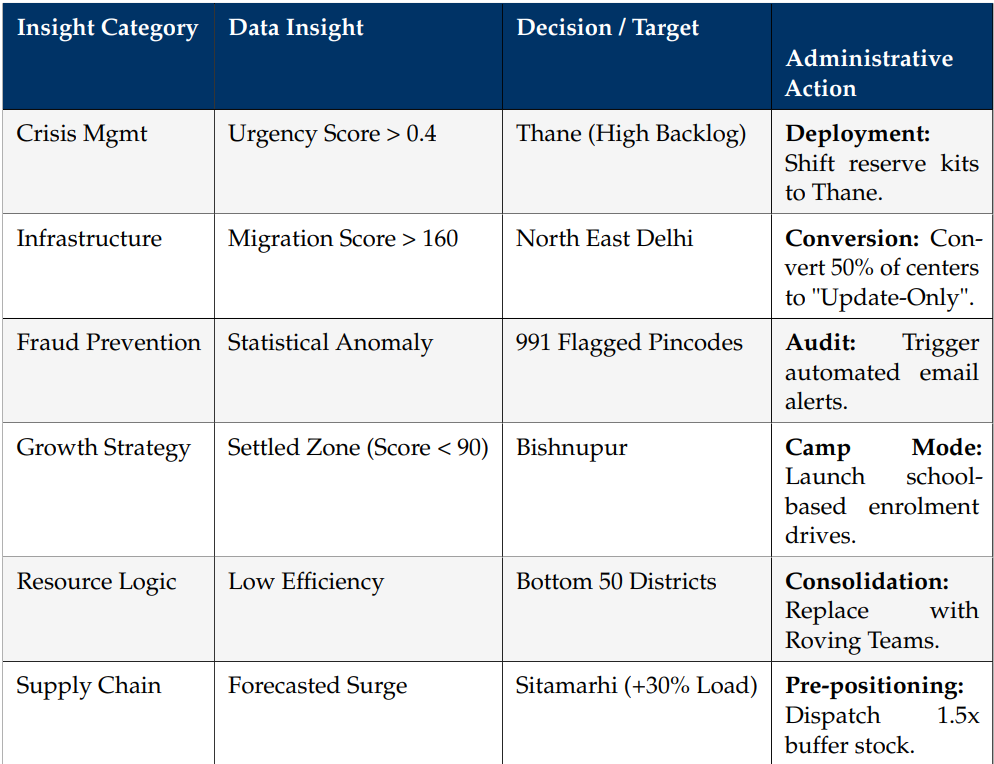 Insight Category
Data Insight
Decision / Target
Administrative
Action
Crisis Mgmt
Urgency Score > 0.4
Thane (High Backlog)
Deployment:
Shift reserve kits
to Thane.
Infrastructure
Migration Score > 160
North East Delhi
Conversion: Con-
vert 50% of centers
to "Update-Only".
Fraud Prevention
Statistical Anomaly
991 Flagged Pincodes
Audit: Trigger
automated email
alerts.
Growth Strategy
Settled Zone (Score < 90)
Bishnupur
Camp Mode:
Launch school-
based enrolment
drives.
Resource Logic
Low Efficiency
Bottom 50 Districts
Consolidation:
Replace with
Roving Teams.
Supply Chain
Forecasted Surge
Sitamarhi (+30% Load)
Pre-positioning:
Dispatch 1.5x
buffer stock.